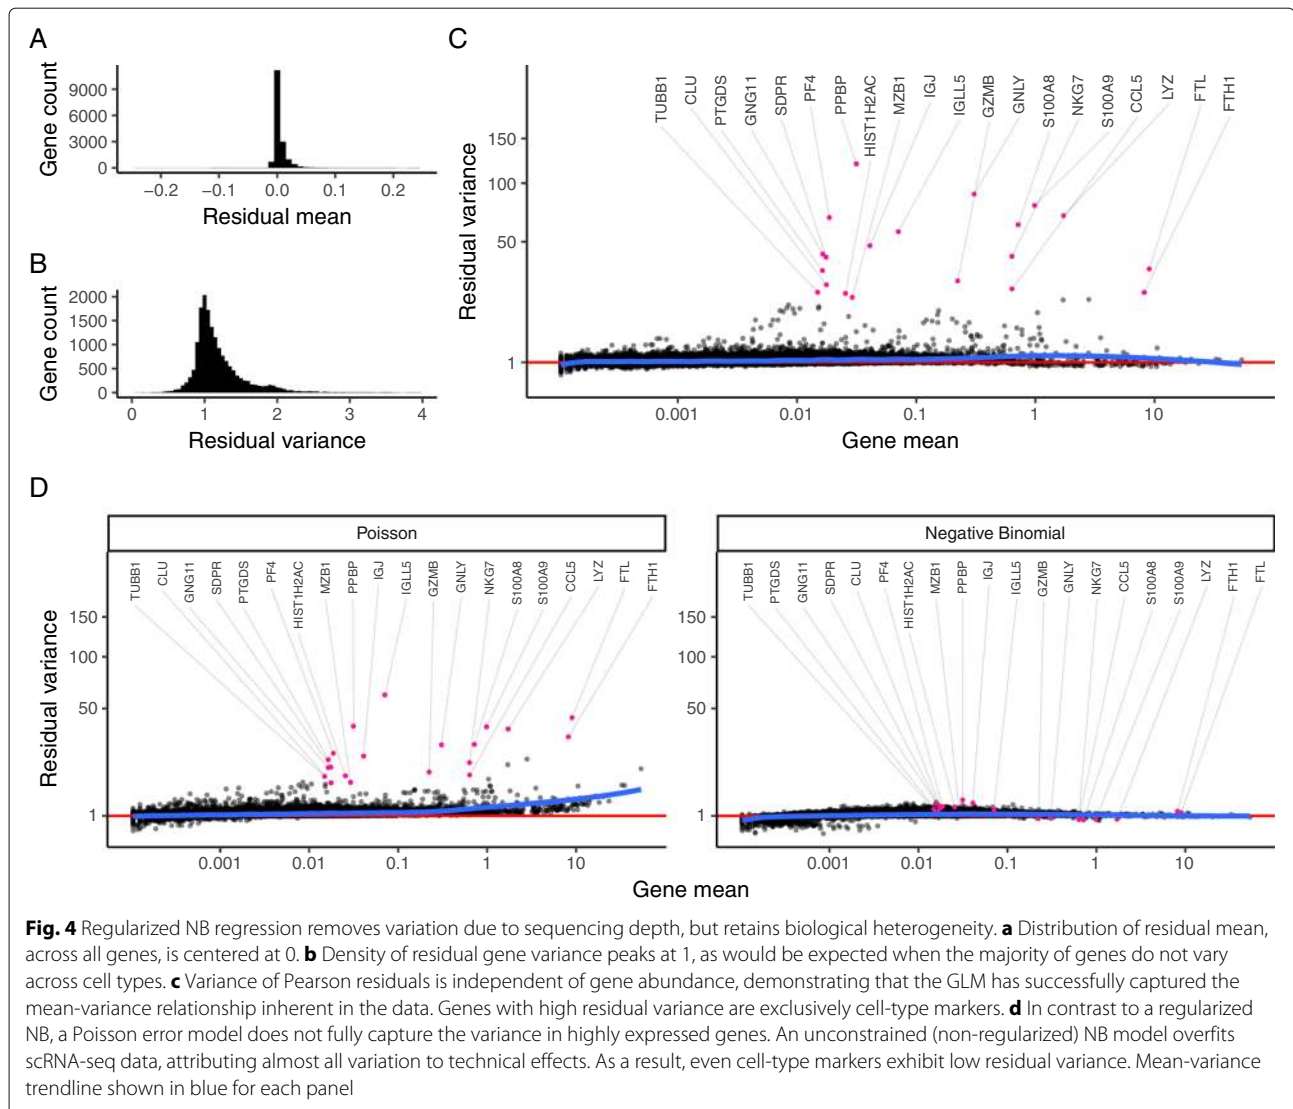 A
Gene count
9000
6000
3000
0
−0.2
−0.1
0.0
0.1
0.2
Residual mean
B
Gene count
2000
1500
1000
500
0
0
1
2
3
4
Residual variance
C
Residual variance
150
100
50
1
TUBB1
CLU
PTGDS
GNG11
SDPR
PF4
PPBP
HIST1H2AC
MZB1
IGJ
IGLL5
GZMB
GNLY
S100A8
NKG7
S100A9
CCL5
LYZ
FTL
FTH1
0.001
0.01
0.1
1
10
Gene mean
D
Poisson
Residual variance
150
100
50
1
TUBB1
CLU
GNG11
SDPR
PTGDS
PF4
HIST1H2AC
MZB1
PPBP
IGJ
IGLL5
GZMB
GNLY
NKG7
S100A8
S100A9
CCL5
LYZ
FTL
FTH1
0.001
0.01
0.1
1
10
Negative Binomial
150
100
50
1
TUBB1
PTGDS
GNG11
SDPR
CLU
PF4
HIST1H2AC
MZB1
PPBP
IGJ
IGLL5
GZMB
GNLY
NKG7
CCL5
S100A8
S100A9
LYZ
FTH1
FTL
0.001
0.01
0.1
1
10
Gene mean
Fig. 4 Regularized NB regression removes variation due to sequencing depth, but retains biological heterogeneity. a Distribution of residual mean,
across all genes, is centered at 0. b Density of residual gene variance peaks at 1, as would be expected when the majority of genes do not vary
across cell types. c Variance of Pearson residuals is independent of gene abundance, demonstrating that the GLM has successfully captured the
mean-variance relationship inherent in the data. Genes with high residual variance are exclusively cell-type markers. d In contrast to a regularized
NB, a Poisson error model does not fully capture the variance in highly expressed genes. An unconstrained (non-regularized) NB model overfits
scRNA-seq data, attributing almost all variation to technical effects. As a result, even cell-type markers exhibit low residual variance. Mean-variance
trendline shown in blue for each panel